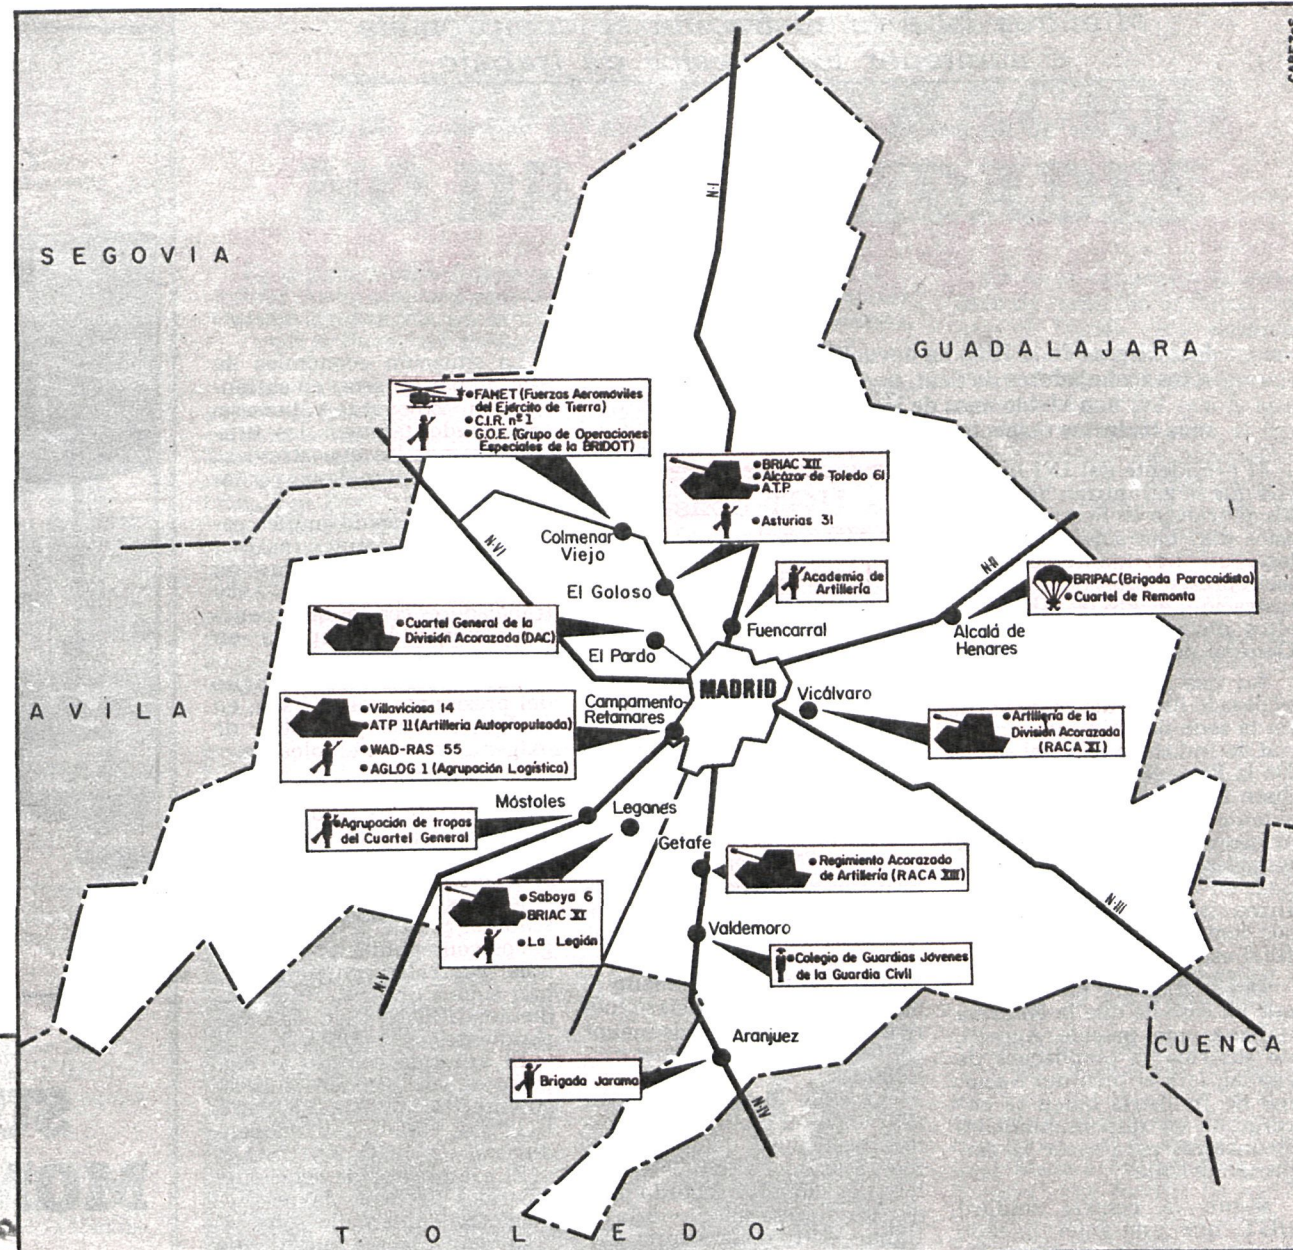 CABEZAS
N-I
SEGOVIA
GUADALAJARA
• FAMET (Fuerzas Aeromóviles
del Ejército de Tierra)
• C.I.R. nº 1
• G.O.E. (Grupo de Operaciones
Especiales de la BRIDOT)
• BRIAC XII
• Alcázar de Toledo 61
• A.T.P.
• Asturias 31
N-VI
Colmenar
Viejo
N-II
El Goloso
• Academia de
Artillería
• BRIPAC (Brigada Paracaidista)
• Cuartel de Remonta
• Cuartel General de la
División Acorazada (DAC)
Fuencarral
Alcalá de
Henares
El Pardo
MADRID
AVILA
• Villaviciosa 14
• ATP 11 (Artillería Autopropulsada)
• WAD-RAS 55
• AGLOG 1 (Agrupación Logística)
Campamento-
Retamares
Vicálvaro
• Artillería de la
División Acorazada
(RACA XI)
Móstoles
Leganes
• Agrupación de tropas
del Cuartel General
Getafe
• Regimiento Acorazado
de Artillería (RACA XIII)
• Saboya 6
• BRIAC XI
• La Legión
N-III
Valdemoro
• Colegio de Guardias Jóvenes
de la Guardia Civil
N-V
Aranjuez
CUENCA
• Brigada Jarama
N-IV
TOLEDO